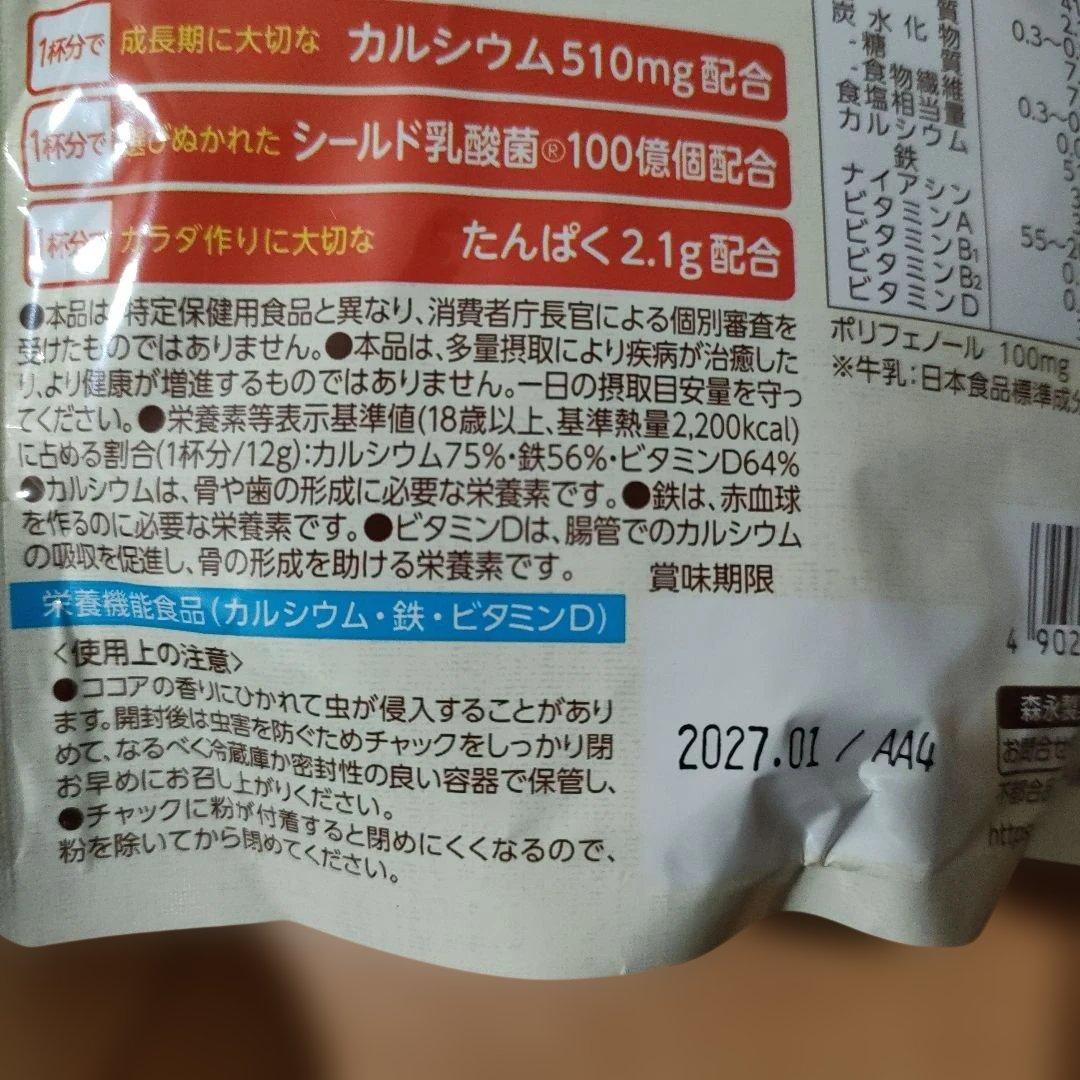 1杯分で 成長期に大切な カルシウム510mg配合
1杯分で 選びぬかれた シールド乳酸菌®100億個配合
1杯分で カラダ作りに大切な たんぱく2.1g配合
●本品は、特定保健用食品と異なり、消費者庁長官による個別審査を
受けたものではありません。●本品は、多量摂取により疾病が治癒した
り、より健康が増進するものではありません。一日の摂取目安量を守っ
てください。●栄養素等表示基準値(18歳以上、基準熱量2,200kcal)
に占める割合(1杯分/12g):カルシウム75%・鉄56%・ビタミンD64%
●カルシウムは、骨や歯の形成に必要な栄養素です。●鉄は、赤血球
を作るのに必要な栄養素です。●ビタミンDは、腸管でのカルシウム
の吸収を促進し、骨の形成を助ける栄養素です。
賞味期限
栄養機能食品(カルシウム・鉄・ビタミンD)
<使用上の注意>
●ココアの香りにひかれて虫が侵入することがあり
ます。開封後は虫害を防ぐためチャックをしっかり閉
めて、なるべく冷蔵庫か密封性の良い容器で保管し、
お早めにお召し上がりください。
●チャックに粉が付着すると閉めにくくなるので、
粉を除いてから閉めてください。
2027.01 / AA4
炭水化物
-糖質
-食物繊維
食塩相当量
カルシウム
鉄
ナイアシン
ビタミンA
ビタミンB1
ビタミンB2
ビタミンD
55~2
ポリフェノール 100mg
※牛乳:日本食品標準成分
4 902
森永製
お問合せ
不都合
http